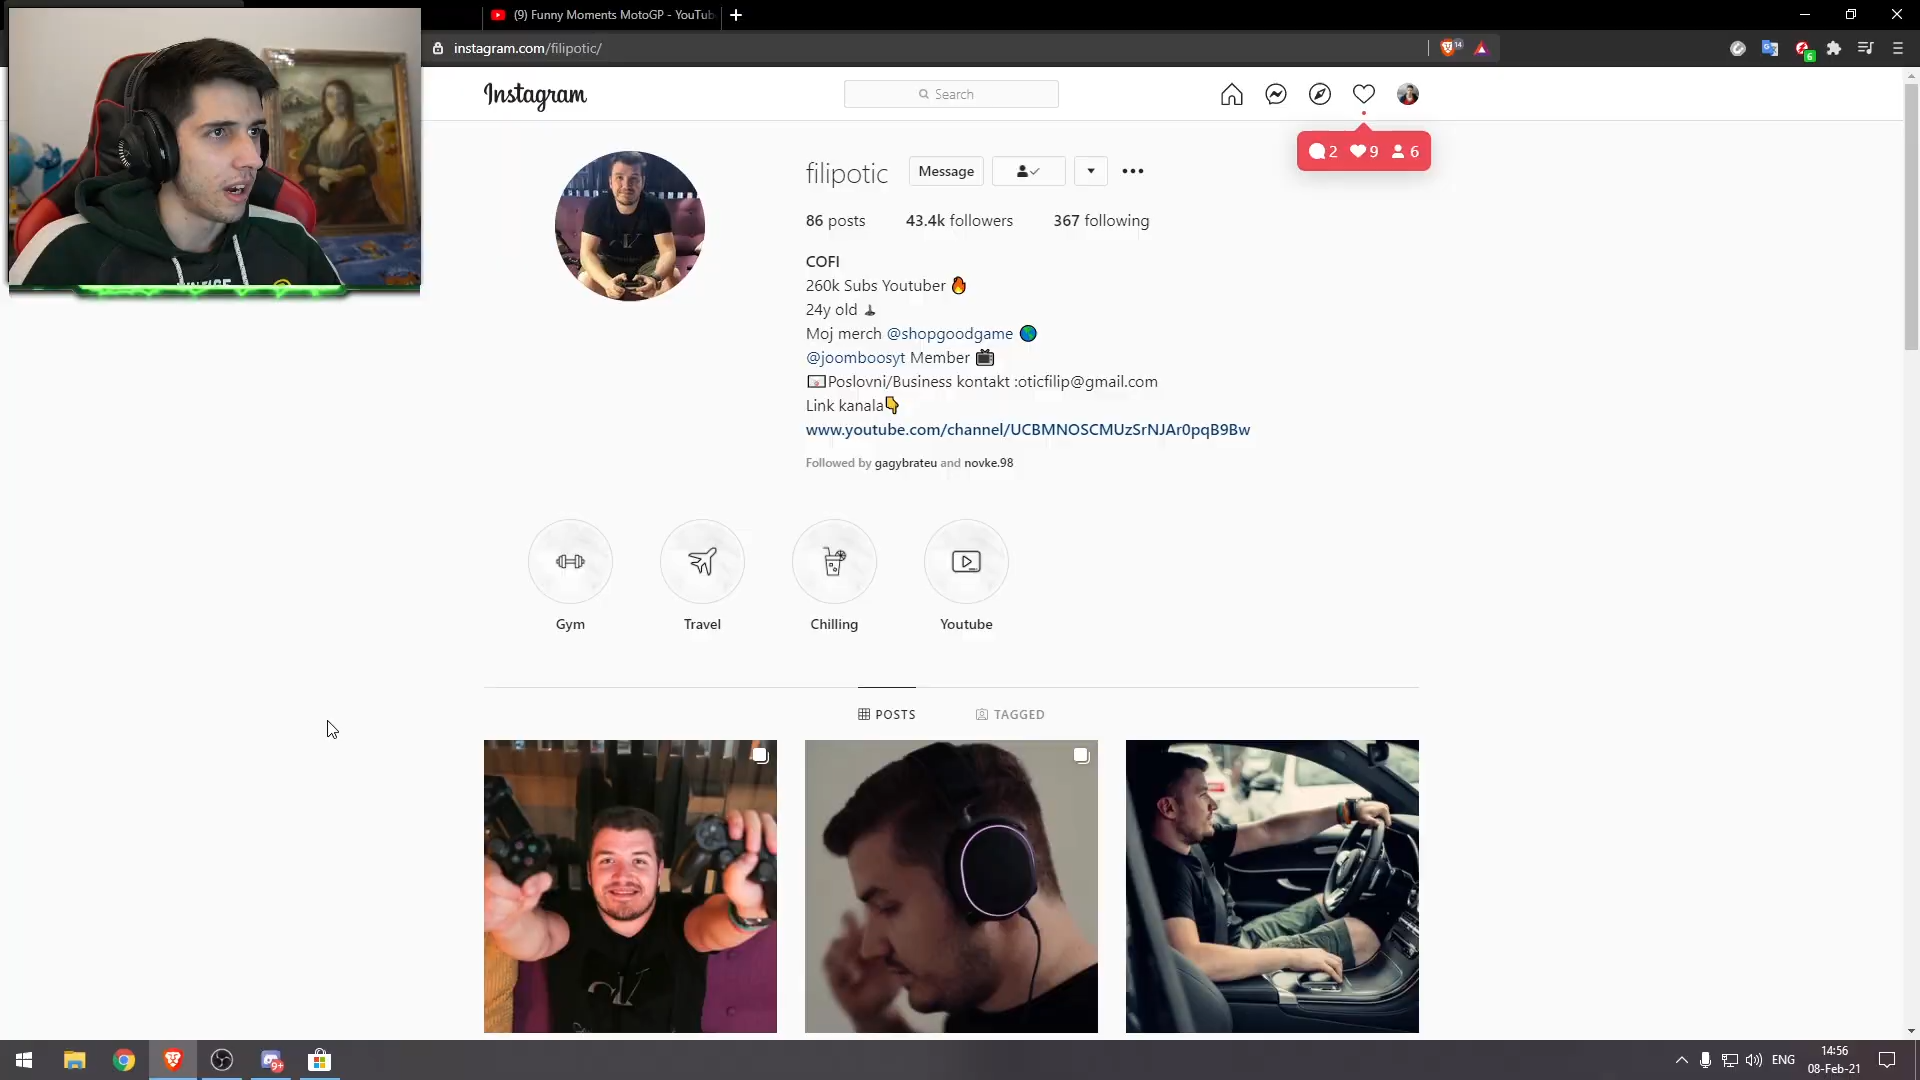 (9) Funny Moments MotoGP - YouTub
instagram.com/filipotic/
14
6
Instagram
Search
2 9 6
filipotic
Message
86 posts 43.4k followers 367 following
COFI
260k Subs Youtuber 🔥
24y old
Moj merch @shopgoodgame 🌎
@joomboosyt Member 📺
Poslovni/Business kontakt :oticfilip@gmail.com
Link kanala👇
www.youtube.com/channel/UCBMNOSCMUzSrNJAr0pqB9Bw
Followed by gagybrateu and novke.98
Gym Travel Chilling Youtube
POSTS TAGGED
9+
ENG
14:56
08-Feb-21